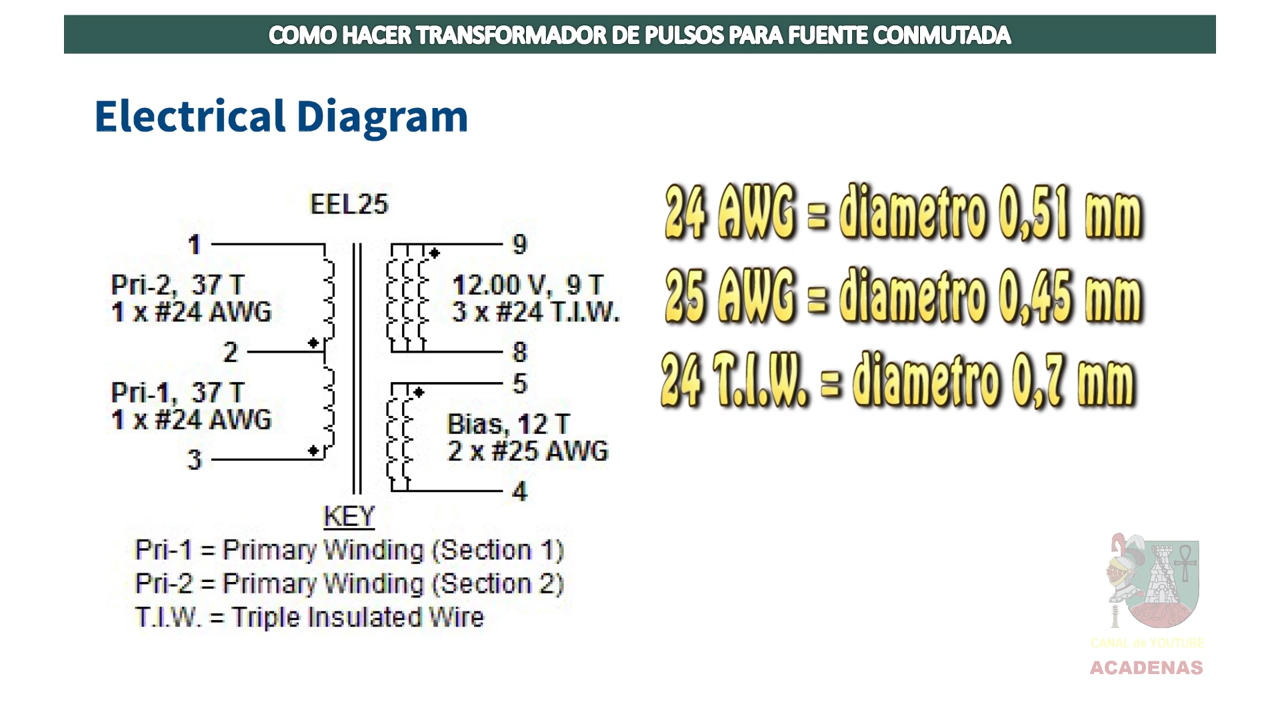 COMO HACER TRANSFORMADOR DE PULSOS PARA FUENTE CONMUTADA
Electrical Diagram
EEL25
1
Pri-2, 37 T
1 x #24 AWG
2
Pri-1, 37 T
1 x #24 AWG
3
9
12.00 V, 9 T
3 x #24 T.I.W.
8
5
Bias, 12 T
2 x #25 AWG
4
KEY
Pri-1 = Primary Winding (Section 1)
Pri-2 = Primary Winding (Section 2)
T.I.W. = Triple Insulated Wire
24 AWG = diametro 0,51 mm
25 AWG = diametro 0,45 mm
24 T.I.W. = diametro 0,7 mm
CANAL de YOUTUBE
ACADENAS